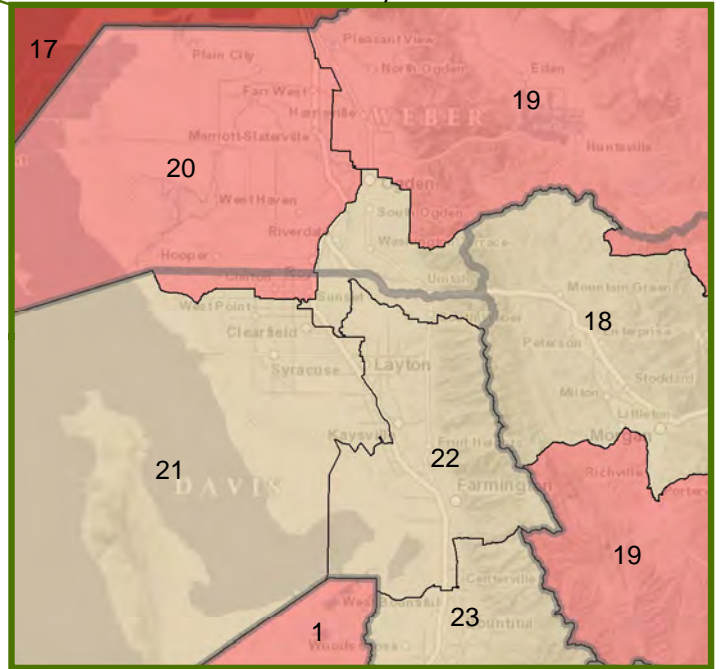 17
Plain City
Pleasant View
North Ogden
Eden
Farr West
Harrisville
WEBER
19
Marriott-Slaterville
Huntsville
20
Ogden
West Haven
South Ogden
Riverdale
Washington Terrace
Hooper
Uintah
Clinton
Roy
Mountain Green
Sunset
West Point
18
Enterprise
Clearfield
Peterson
Layton
Syracuse
Stoddard
Milton
Littleton
Kaysville
Morgan
Fruit Heights
22
21
Richville
DAVIS
Farmington
Porterv
19
Centerville
West Bountiful
23
Bountiful
1
Woods Cross